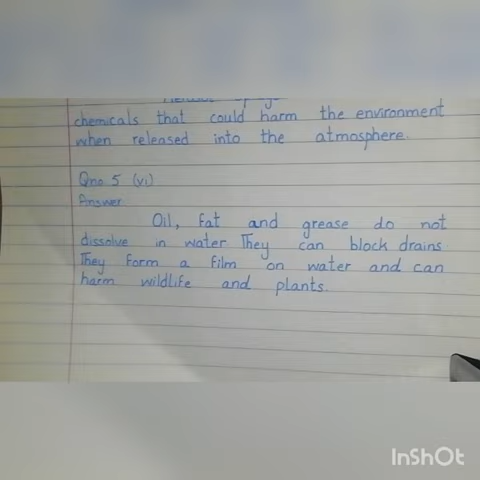 chemicals that could harm the environment
when released into the atmosphere.
Qno 5 (vi)
Answer
Oil, Fat and grease do not
dissolve in water They can block drains
They Form a film on water and can
harm wildlife and plants.
InShOt